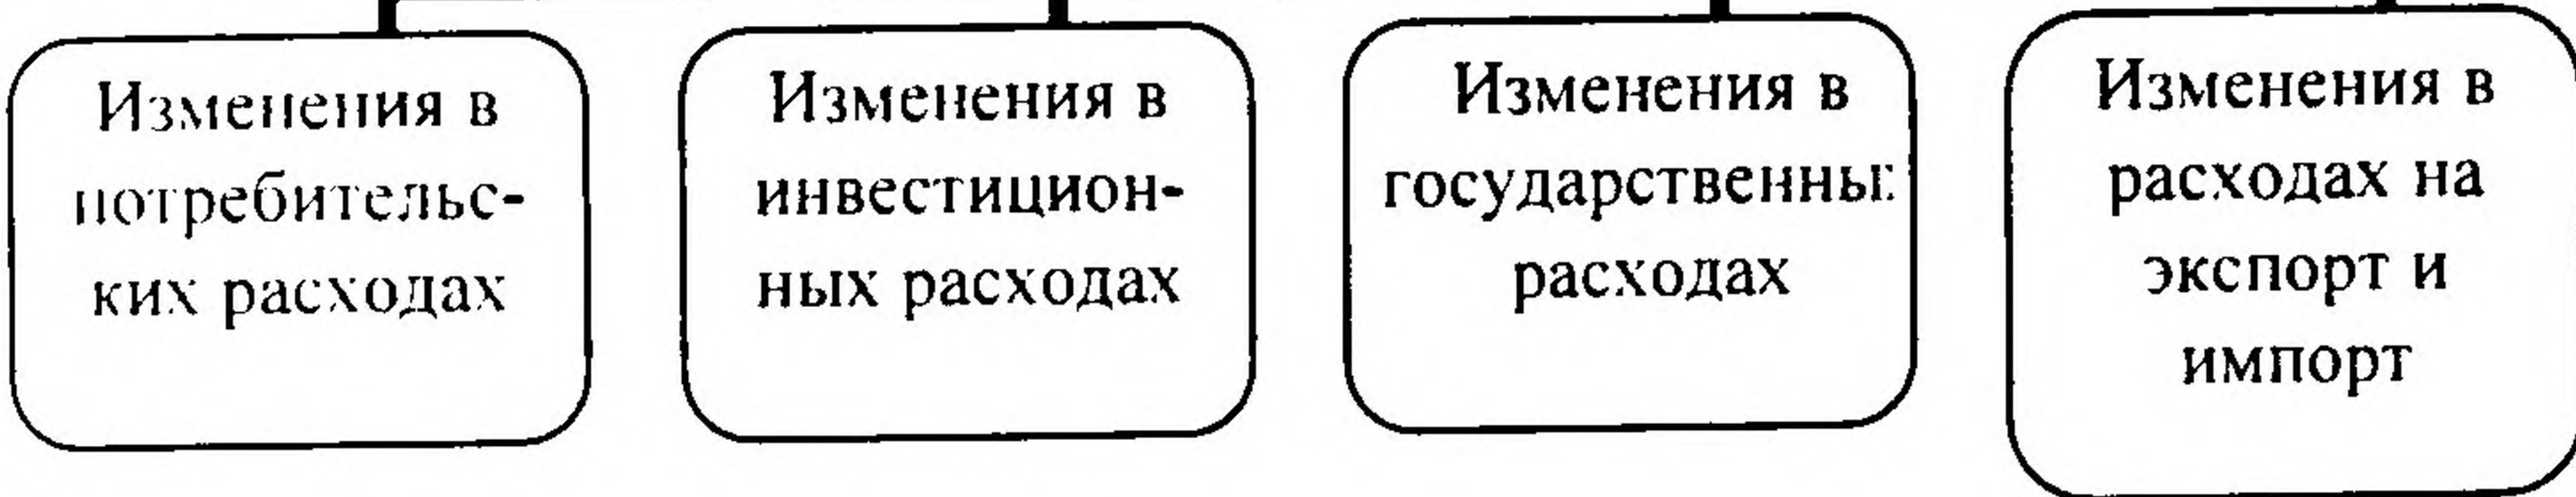 Изменения в
потребительс-
ких расходах
Изменения в
инвестицион-
ных расходах
Изменения в
государственны
расходах
Изменения в
расходах на
экспорт и
импорт